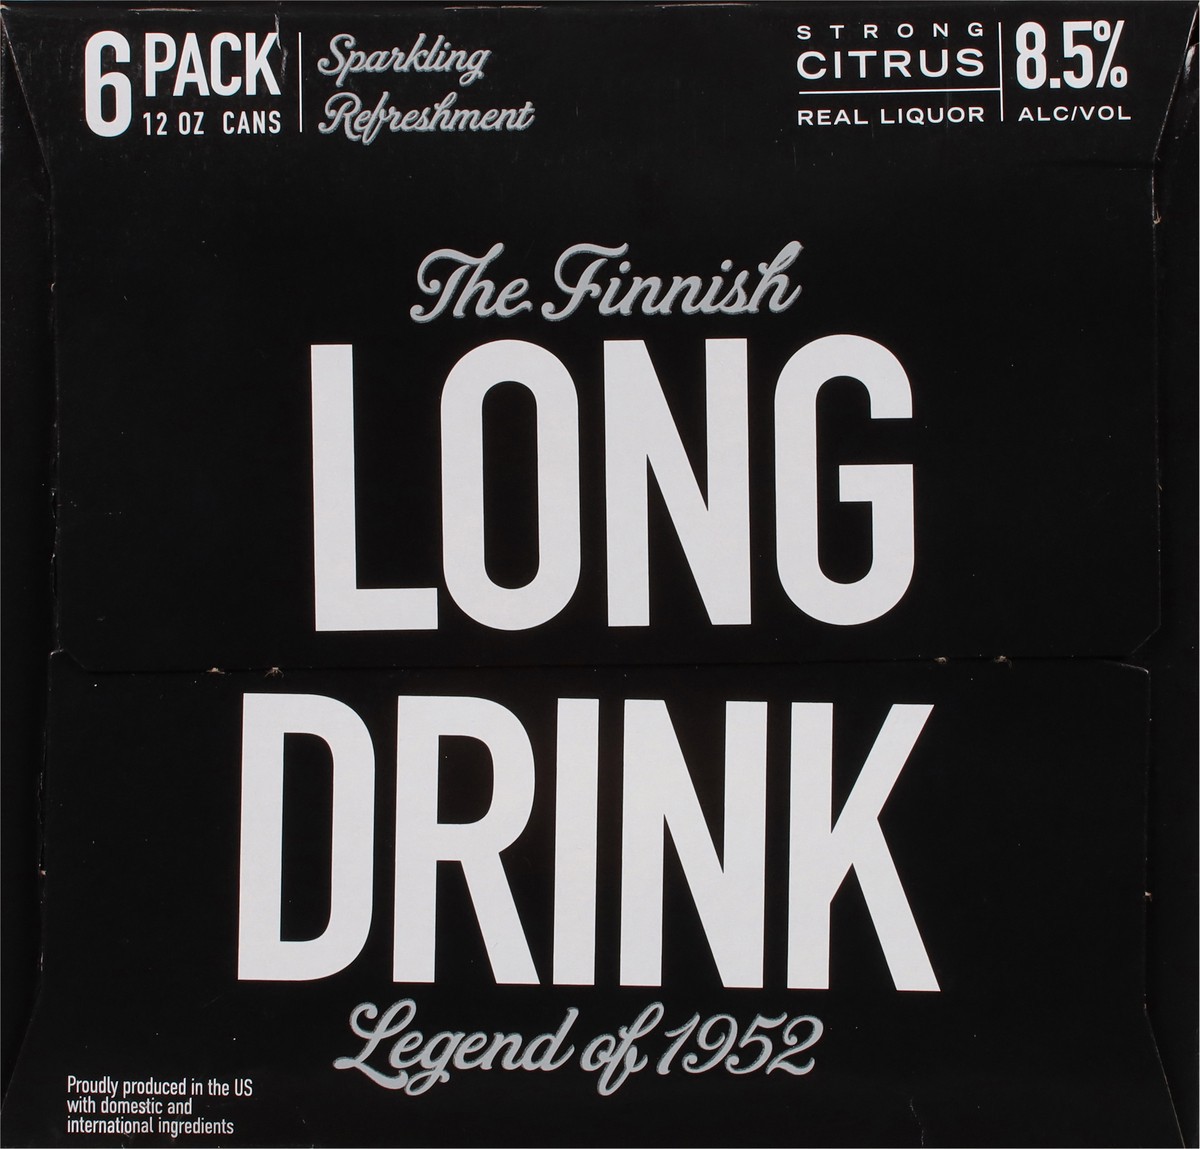 6 PACK
12 OZ CANS
Sparkling
Refreshment
STRONG
CITRUS
REAL LIQUOR
8.5%
ALC/VOL
The Finnish
LONG
DRINK
Legend of 1952
Proudly produced in the US
with domestic and
international ingredients